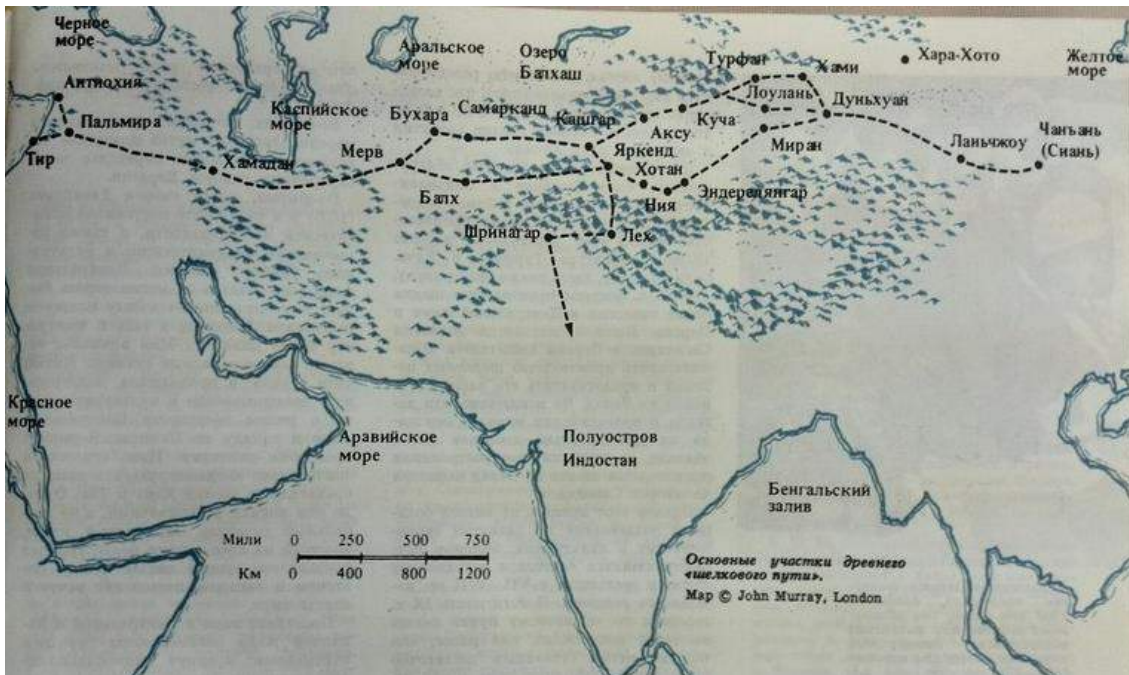 Черное
море
Аральское
море
Озеро
Балхаш
Турфан
Хами
Хара-Хото
Желтое
море
Антиохия
Каспийское
море
Бухара
Самарканд
Кашгар
Лоулань
Дуньхуан
Пальмира
Тир
Хамадан
Мерв
Балх
Аксу
Куча
Миран
Яркенд
Хотан
Ния
Эндерелянгар
Ланьчжоу
Чанъань
(Сиань)
Шринагар
Лех
Красное
море
Аравийское
море
Полуостров
Индостан
Бенгальский
залив
Мили 0 250 500 750
Км 0 400 800 1200
Основные участки древнего
«шелкового пути».
Map © John Murray, London